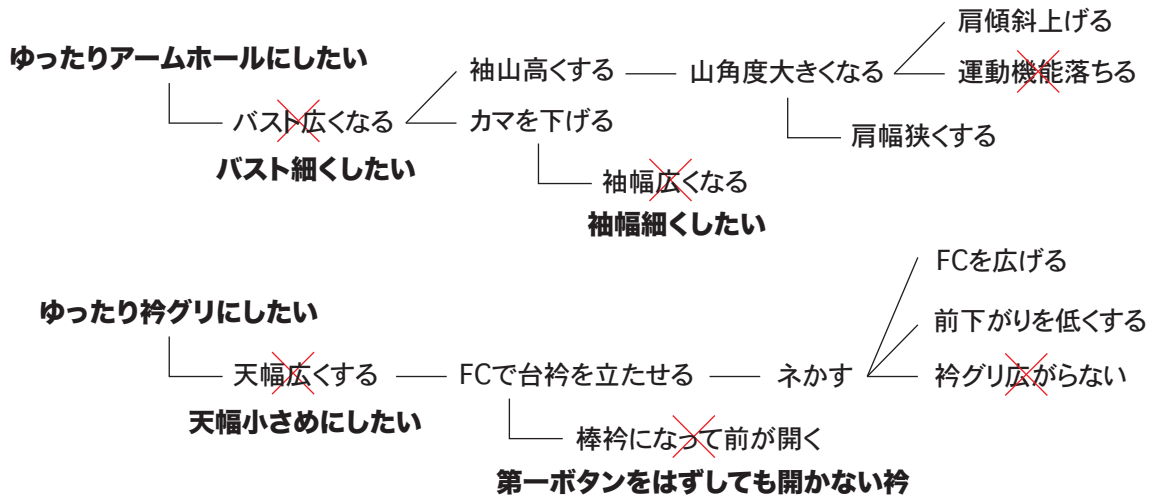 肩傾斜上げる
ゆったりアームホールにしたい
袖山高くする
山角度大きくなる
運動機能落ちる
バスト広くなる
カマを下げる
肩幅狭くする
バスト細くしたい
袖幅広くなる
袖幅細くしたい
FCを広げる
ゆったり衿グリにしたい
前下がりを低くする
天幅広くする
FCで台衿を立たせる
ネかす
衿グリ広がらない
天幅小さめにしたい
棒衿になって前が開く
第一ボタンをはずしても開かない衿